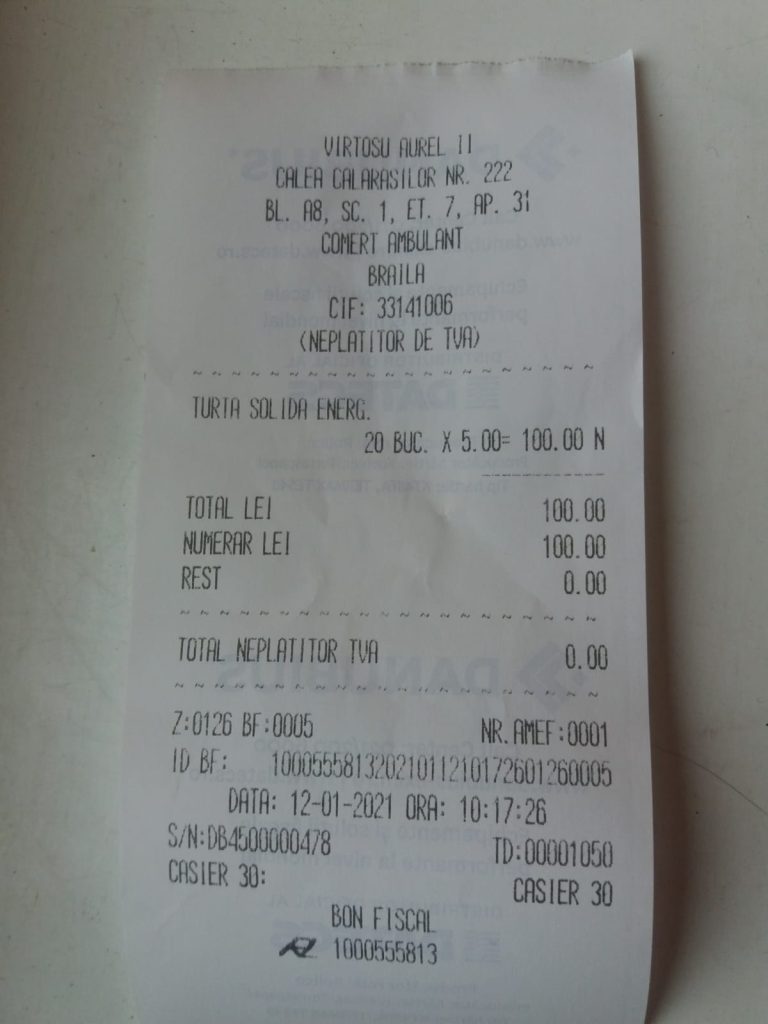 VIRTOSU AUREL II
CALEA CALARASILOR NR. 222
BL. A8, SC. 1, ET. 7, AP. 31
COMERT AMBULANT
BRAILA
CIF: 33141006
(NEPLATITOR DE TVA)
TURTA SOLIDA ENERG.
20 BUC. X 5.00= 100.00 N
TOTAL LEI 100.00
NUMERAR LEI 100.00
REST 0.00
TOTAL NEPLATITOR TVA 0.00
Z:0126 BF:0005 NR.AMEF:0001
ID BF: 10005558132021011210172601260005
DATA: 12-01-2021 ORA: 10:17:26
S/N:DB4500000478 TD:00001050
CASIER 30: CASIER 30
BON FISCAL
1000555813